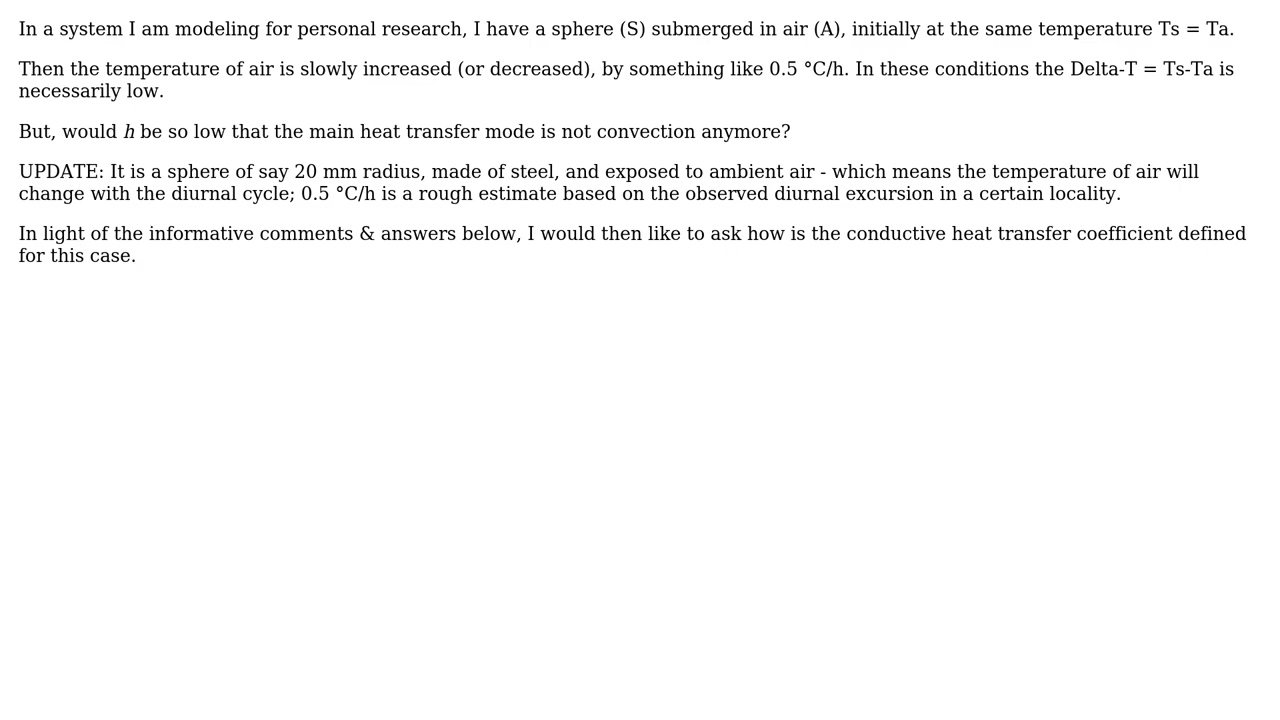 In a system I am modeling for personal research, I have a sphere (S) submerged in air (A), initially at the same temperature Ts = Ta.
Then the temperature of air is slowly increased (or decreased), by something like 0.5 °C/h. In these conditions the Delta-T = Ts-Ta is
necessarily low.
But, would h be so low that the main heat transfer mode is not convection anymore?
UPDATE: It is a sphere of say 20 mm radius, made of steel, and exposed to ambient air - which means the temperature of air will
change with the diurnal cycle; 0.5 °C/h is a rough estimate based on the observed diurnal excursion in a certain locality.
In light of the informative comments & answers below, I would then like to ask how is the conductive heat transfer coefficient defined
for this case.